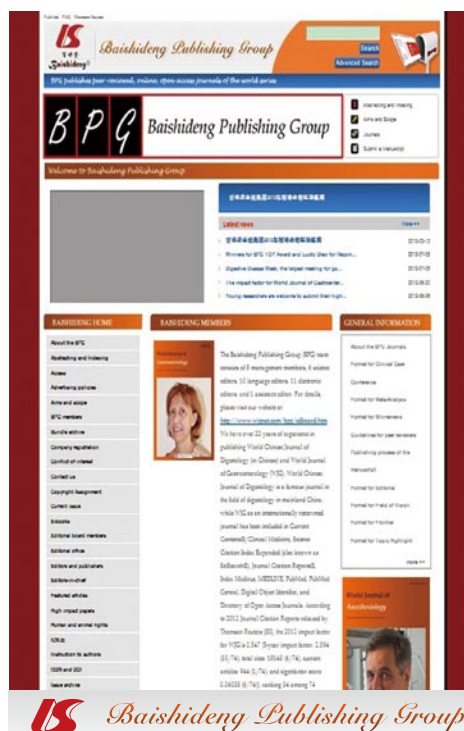 Baishideng Publishing Group
Baishideng®
Search
Advanced Search
BPG publishes peer-reviewed, online, open-access journals of the world series
BPG
Baishideng Publishing Group
Abstracting and Indexing
Aims and Scope
Journals
Submit a Manuscript
Welcome to Baishideng Publishing Group
Latest news
more >>
Winners for
Award and Lucky Draw for
Digestive Disease Week, the largest meeting for
The impact factor for World Journal of
Young researchers are welcome to submit their high
BAISHIDENG HOME
About the BPG
Abstracting and Indexing
Access
Advertising policies
Aims and scope
BPG members
Bundle archive
Company registration
Conflict of interest
Contact us
Copyright Assignment
Current issue
Editorial board members
Editorial office
Editors and publishers
Editors-in-chief
Featured articles
High impact papers
Human and animal rights
Instruction to authors
ISSN and DOI
Issue archive
BAISHIDENG MEMBERS
The Baishideng Publishing Group (BPG) team
consists of
management members,
science
editors, 10 language editors, 11 electronic
editors, and 1 assistant editor. For details,
please visit our website at
We have over 22 years of experience in
publishing World Chinese Journal of
Digestology (in Chinese) and World Journal
of Gastroenterology (WJG). World Chinese
Journal of Digestology is a famous journal in
the field of digestology in mainland China,
while WJG as an internationally renowned
journal has been included in Current
Contents®/Clinical Medicine, Science
Citation Index Expanded (also known as
SciSearch®), Journal Citation Reports®,
Index Medicus, MEDLINE, PubMed, PubMed
Central, Digital Object Identifier, and
Directory of Open Access Journals. According
to 2012 Journal Citation Reports released by
Thomson Reuters (ISI), the 2012 impact factor
for WJG is
GENERAL INFORMATION
About the BPG Journals
Format for Clinical Case
Conference
Format for Meta-Analysis
Format for Minireviews
Guidelines for peer reviewers
Publishing process of the
manuscript
Format for Editorial
Format for Field of Vision
Format for Frontier
Format for Topic Highlight
more >>
World Journal of
Anesthesiology
Baishideng Publishing Group